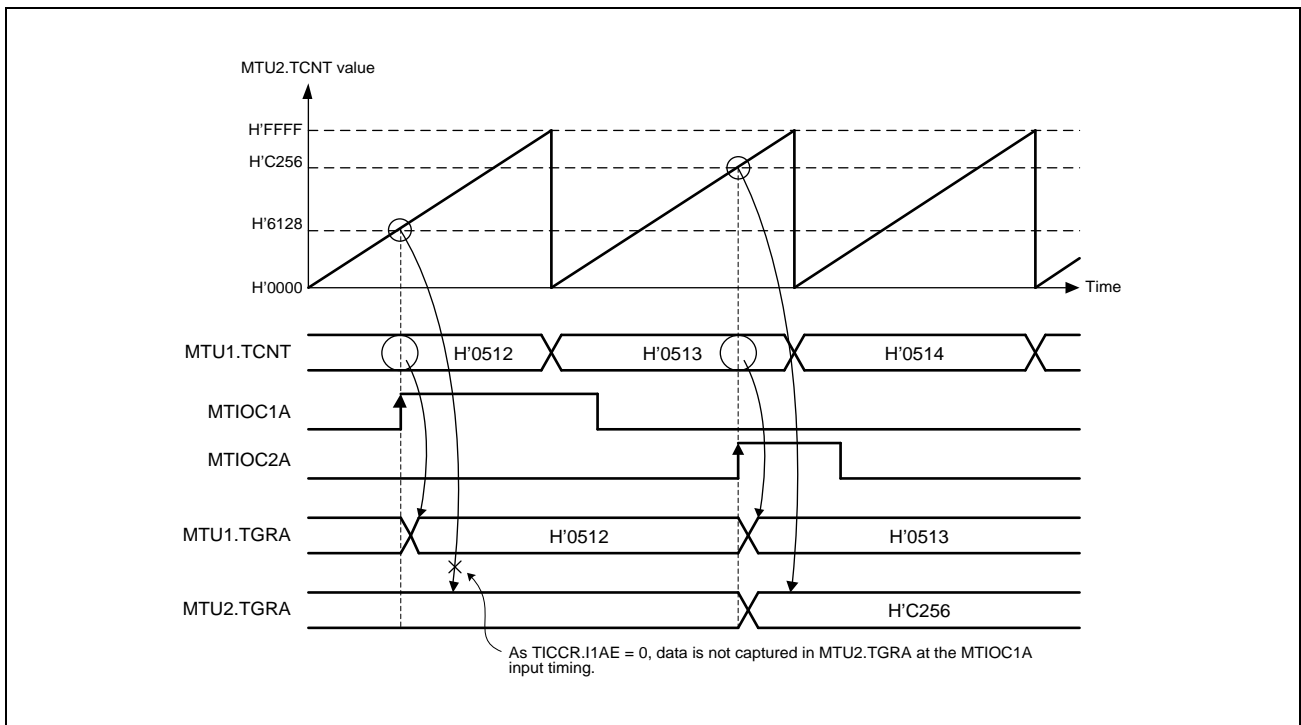 MTU2.TCNT value
H'FFFF
H'C256
H'6128
H'0000
Time
MTU1.TCNT
H'0512
H'0513
H'0514
MTIOC1A
MTIOC2A
MTU1.TGRA
H'0512
H'0513
MTU2.TGRA
H'C256
As TICCR.I1AE = 0, data is not captured in MTU2.TGRA at the MTIOC1A
input timing.